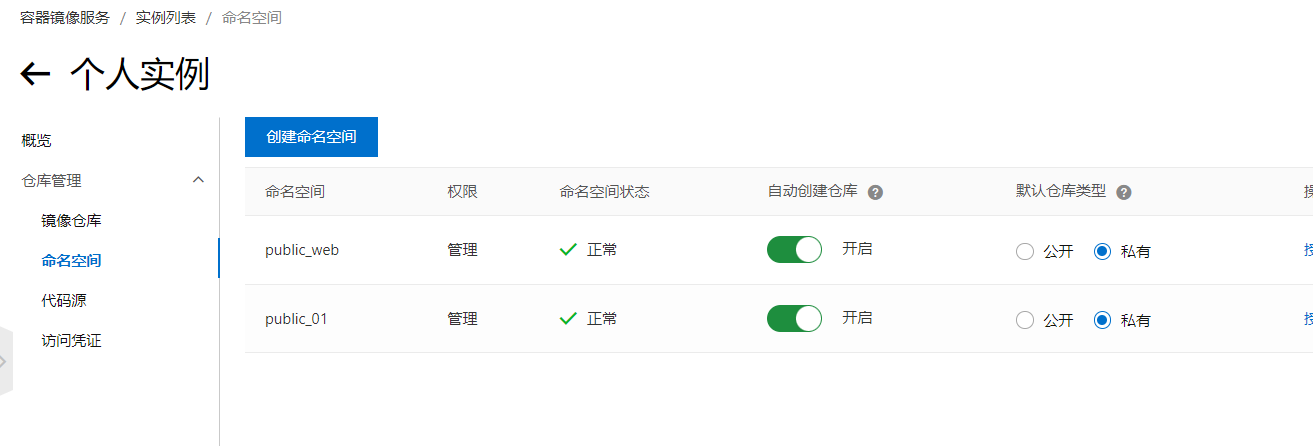 容器镜像服务 / 实例列表 / 命名空间
← 个人实例
概览
仓库管理
镜像仓库
命名空间
代码源
访问凭证
创建命名空间
命名空间 权限 命名空间状态 自动创建仓库 ? 默认仓库类型 ?
public_web 管理 正常 开启 公开 私有
public_01 管理 正常 开启 公开 私有